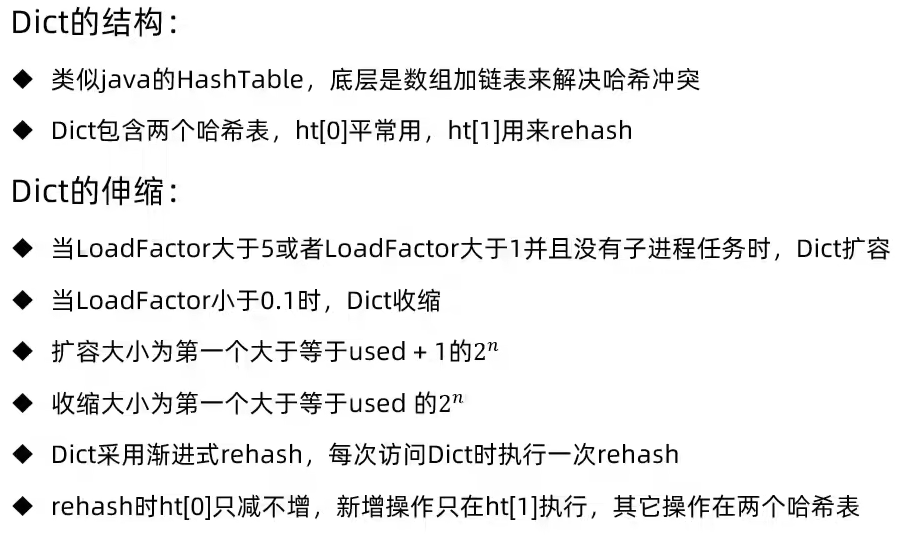 Dict的结构：
◆ 类似java的HashTable，底层是数组加链表来解决哈希冲突
◆ Dict包含两个哈希表，ht[0]平常用，ht[1]用来rehash
Dict的伸缩：
◆ 当LoadFactor大于5或者LoadFactor大于1并且没有子进程任务时，Dict扩容
◆ 当LoadFactor小于0.1时，Dict收缩
◆ 扩容大小为第一个大于等于used + 1的2ⁿ
◆ 收缩大小为第一个大于等于used 的2ⁿ
◆ Dict采用渐进式rehash，每次访问Dict时执行一次rehash
◆ rehash时ht[0]只减不增，新增操作只在ht[1]执行，其它操作在两个哈希表